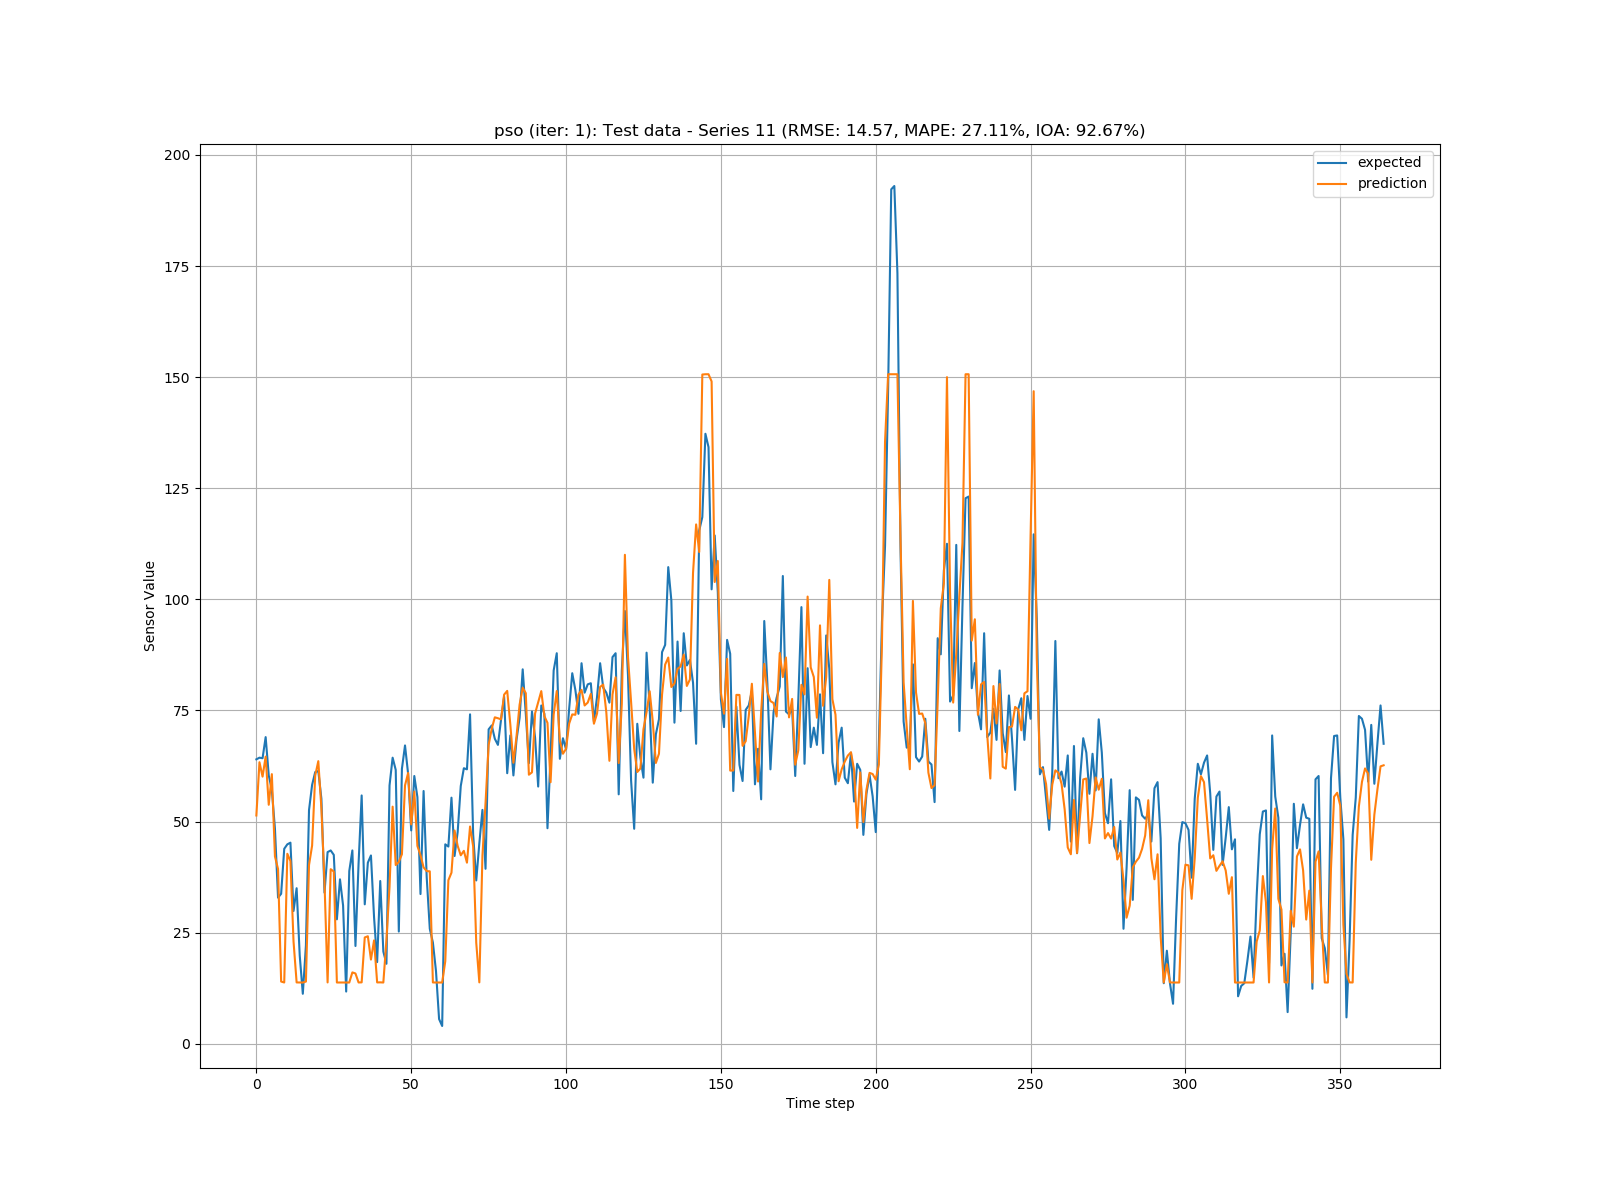 pso (iter: 1): Test data - Series 11 (RMSE: 14.57, MAPE: 27.11%, IOA: 92.67%)
expected
prediction
200
175
150
125
100
75
50
25
0
Sensor Value
0 50 100 150 200 250 300 350
Time step